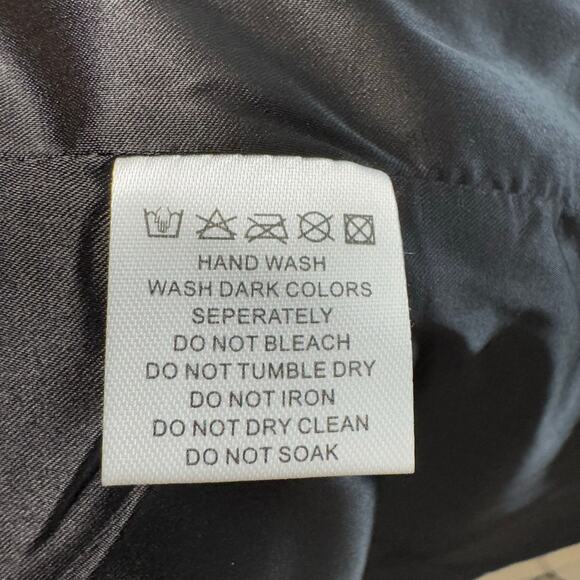 HAND WASH
WASH DARK COLORS
SEPERATELY
DO NOT BLEACH
DO NOT TUMBLE DRY
DO NOT IRON
DO NOT DRY CLEAN
DO NOT SOAK